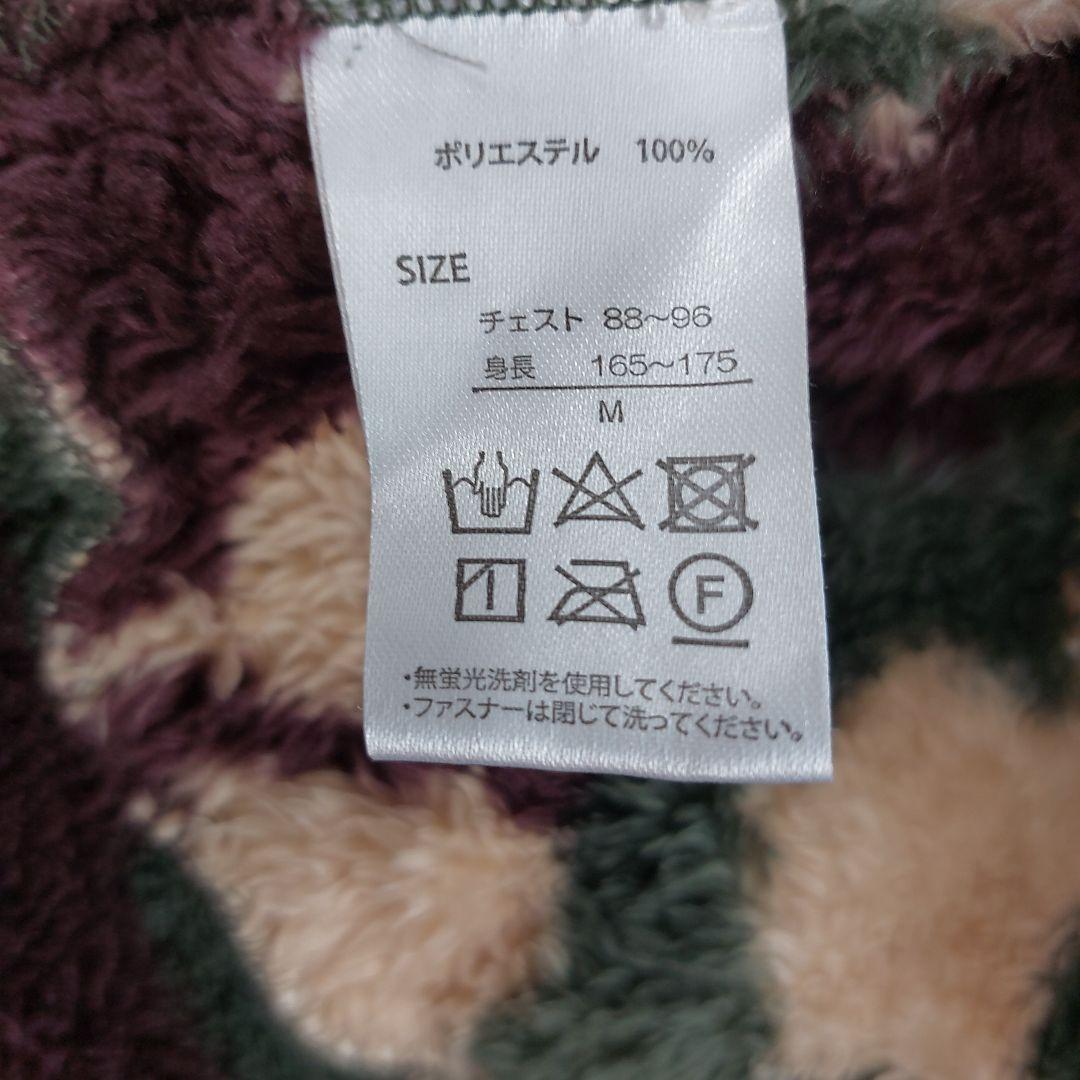 ポリエステル 100%
SIZE
チェスト 88～96
身長 165～175
M
F
・無蛍光洗剤を使用してください。
・ファスナーは閉じて洗ってください。